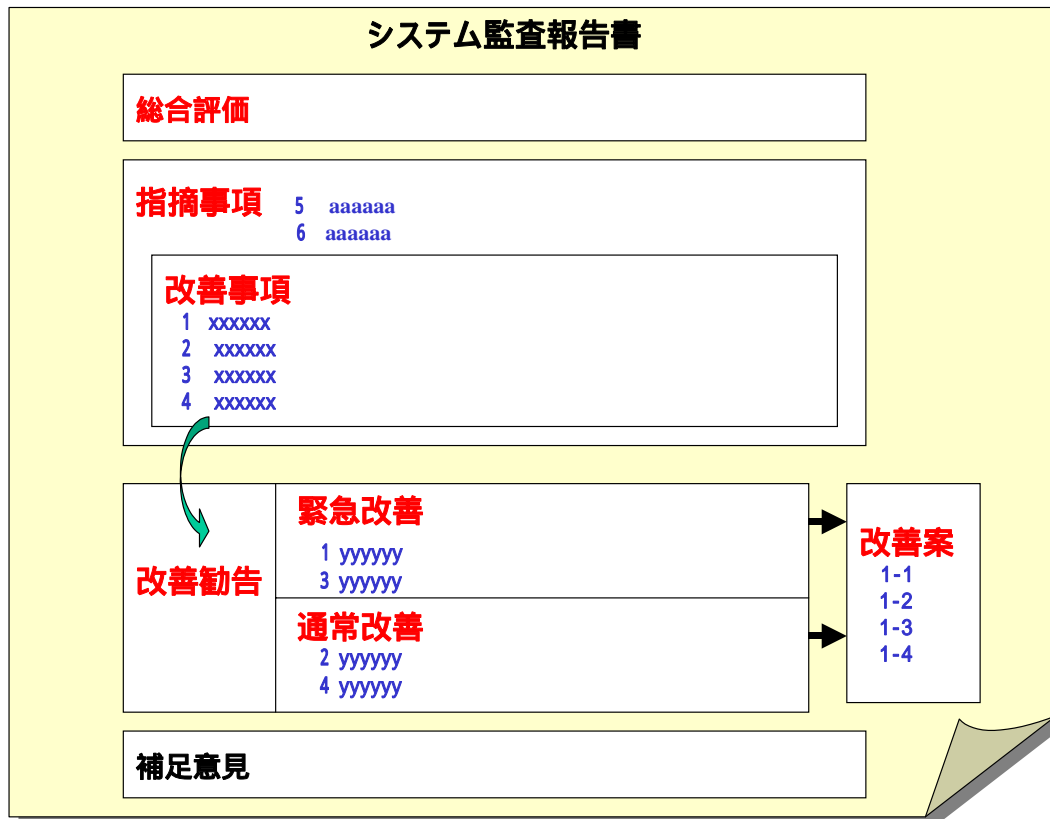 システム監査報告書
総合評価
指摘事項 5 aaaaaa
6 aaaaaa
改善事項
1 xxxxxx
2 xxxxxx
3 xxxxxx
4 xxxxxx
改善勧告
緊急改善
1 yyyyyy
3 yyyyyy
通常改善
2 yyyyyy
4 yyyyyy
改善案
1-1
1-2
1-3
1-4
補足意見